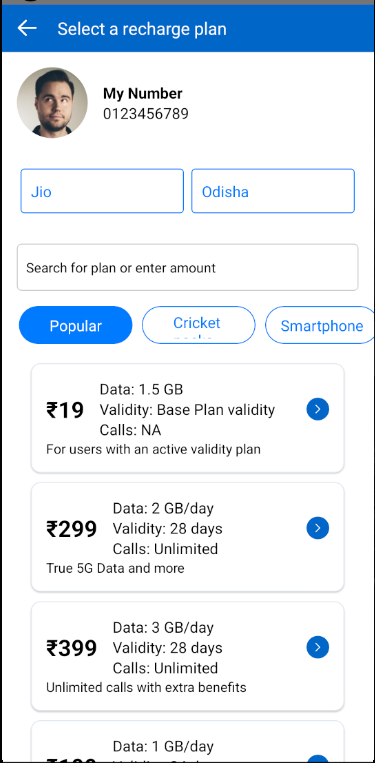 Select a recharge plan
My Number
0123456789
Jio
Odisha
Search for plan or enter amount
Popular
Cricket
Smartphone
₹19
Data: 1.5 GB
Validity: Base Plan validity
Calls: NA
For users with an active validity plan
₹299
Data: 2 GB/day
Validity: 28 days
Calls: Unlimited
True 5G Data and more
₹399
Data: 3 GB/day
Validity: 28 days
Calls: Unlimited
Unlimited calls with extra benefits
Data: 1 GB/day